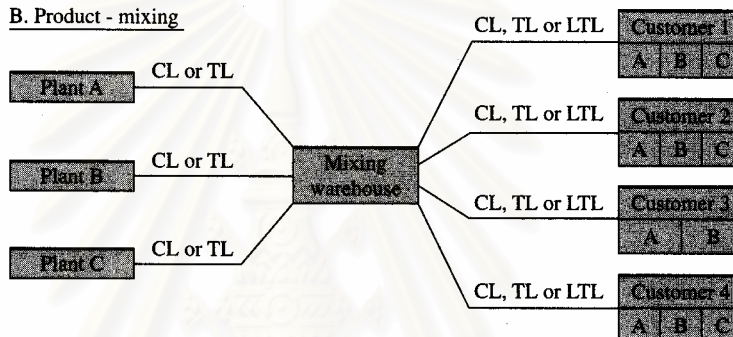 B. Product - mixing
Plant A
CL or TL
Plant B
CL or TL
Plant C
CL or TL
Mixing
warehouse
CL, TL or LTL
Customer 1
A B C
CL, TL or LTL
Customer 2
A B C
CL, TL or LTL
Customer 3
A B
CL, TL or LTL
Customer 4
A B C